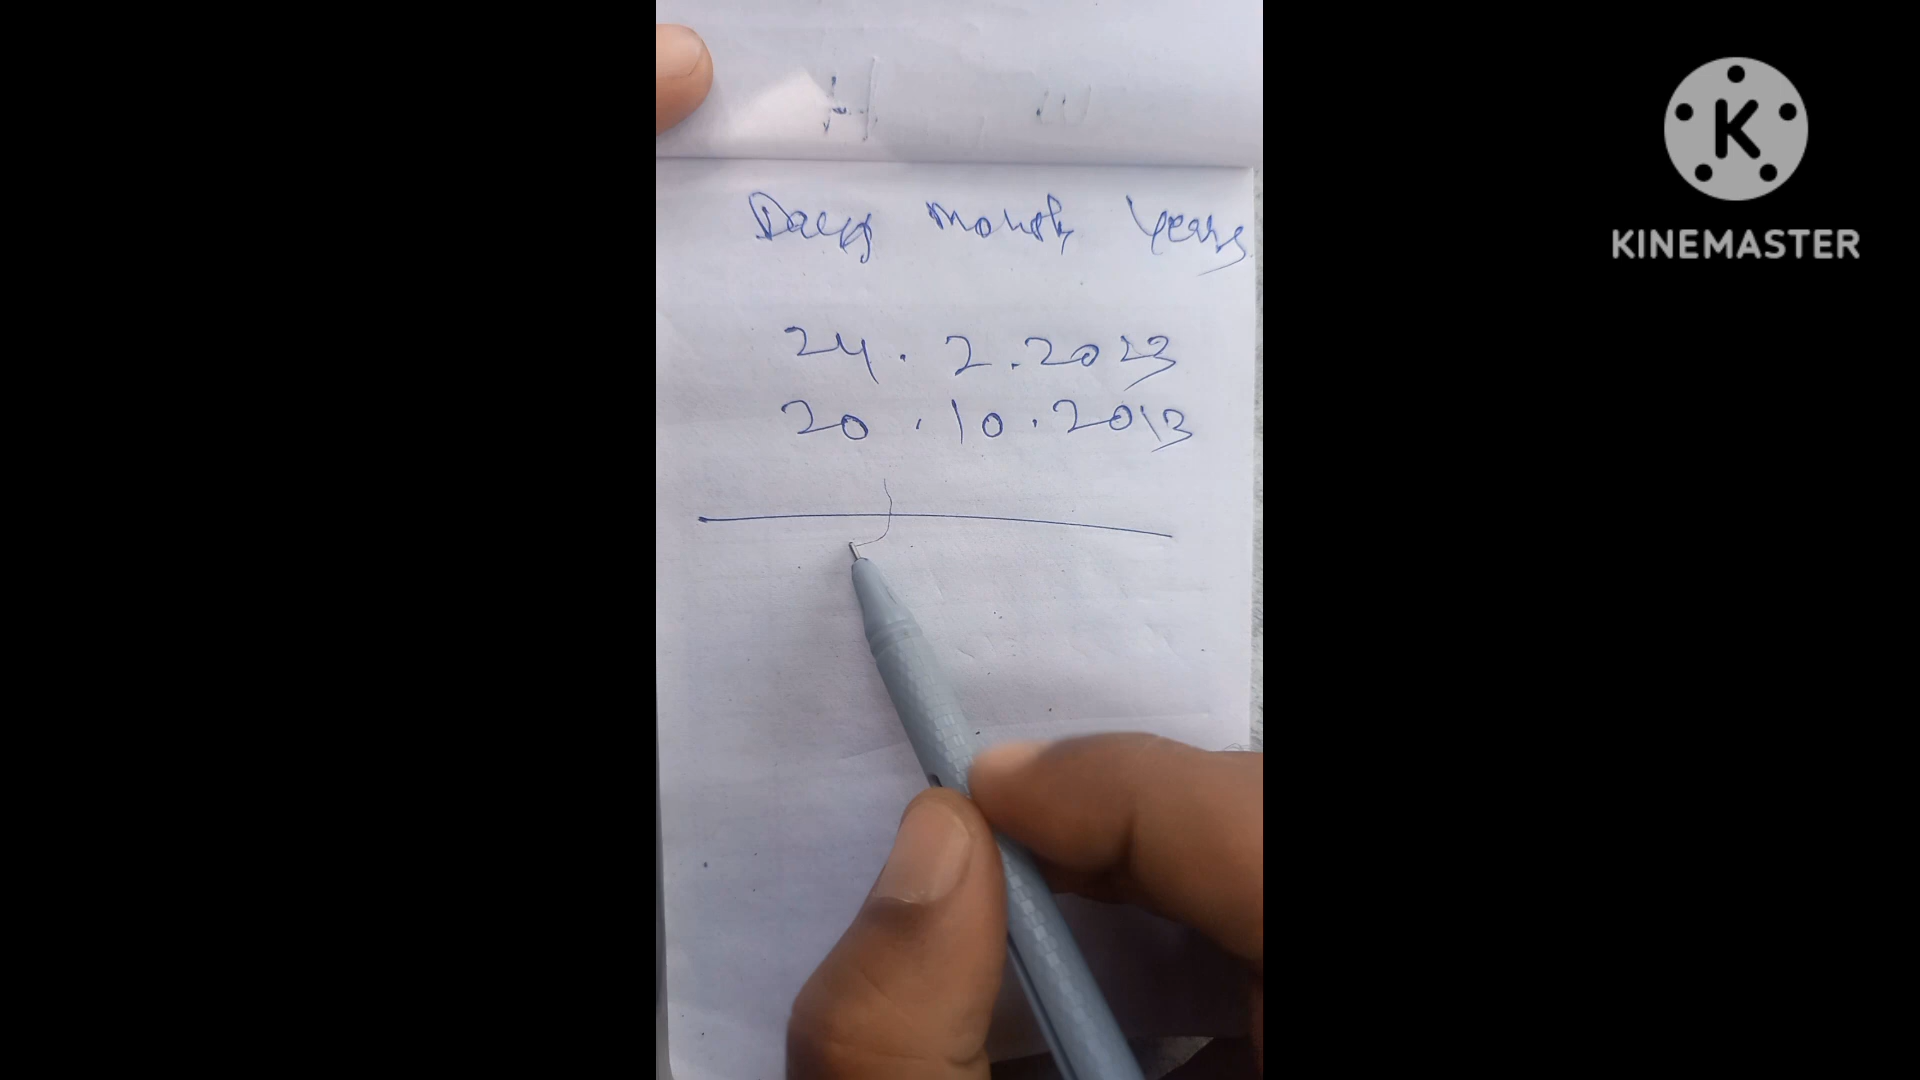 H W
Days Month Years
24. 2. 2023
20. 10. 2013
K
KINEMASTER